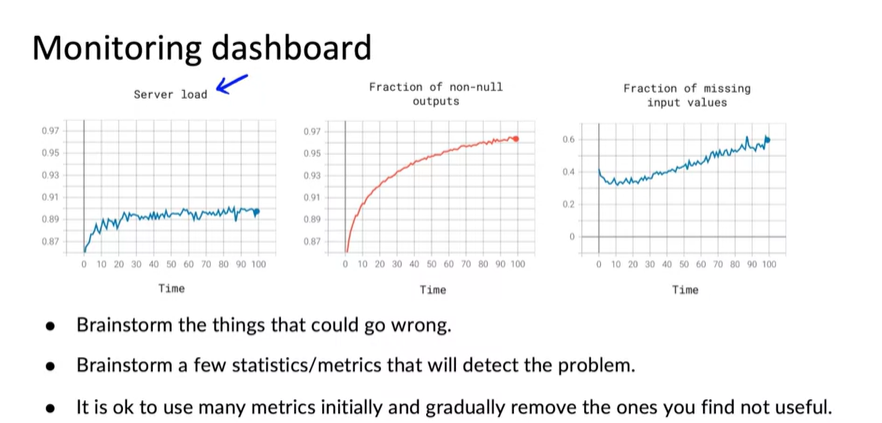 Monitoring dashboard
Server load
0.97
0.95
0.93
0.91
0.89
0.87
0 10 20 30 40 50 60 70 80 90 100
Time
Fraction of non-null
outputs
0.97
0.95
0.93
0.91
0.89
0.87
0 10 20 30 40 50 60 70 80 90 100
Time
Fraction of missing
input values
0.6
0.4
0.2
0
0 10 20 30 40 50 60 70 80 90 100
Time
• Brainstorm the things that could go wrong.
• Brainstorm a few statistics/metrics that will detect the problem.
• It is ok to use many metrics initially and gradually remove the ones you find not useful.